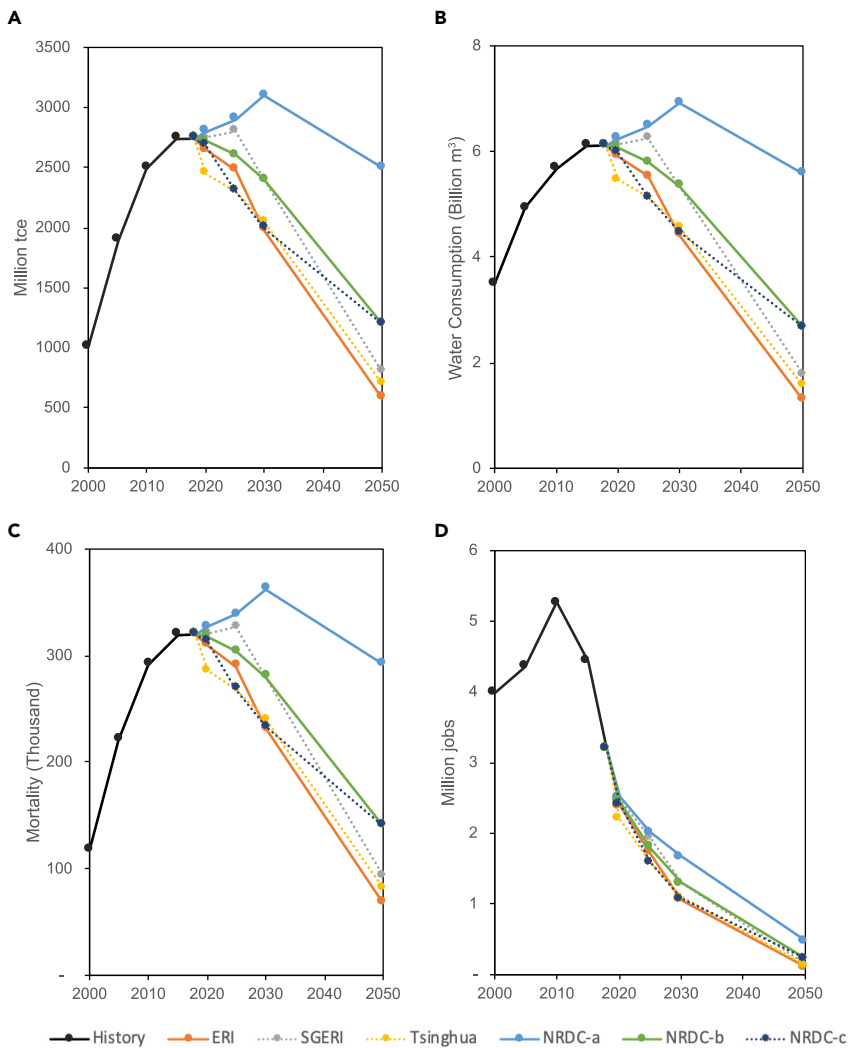 A
3500
3000
2500
2000
1500
1000
500
0
Million tce
2000 2010 2020 2030 2040 2050
B
8
6
4
2
0
Water Consumption (Billion m³)
2000 2010 2020 2030 2040 2050
C
400
300
200
100
-
Mortality (Thousand)
2000 2010 2020 2030 2040 2050
D
6
5
4
3
2
1
-
Million jobs
2000 2010 2020 2030 2040 2050
History ERI SGERI Tsinghua NRDC-a NRDC-b NRDC-c